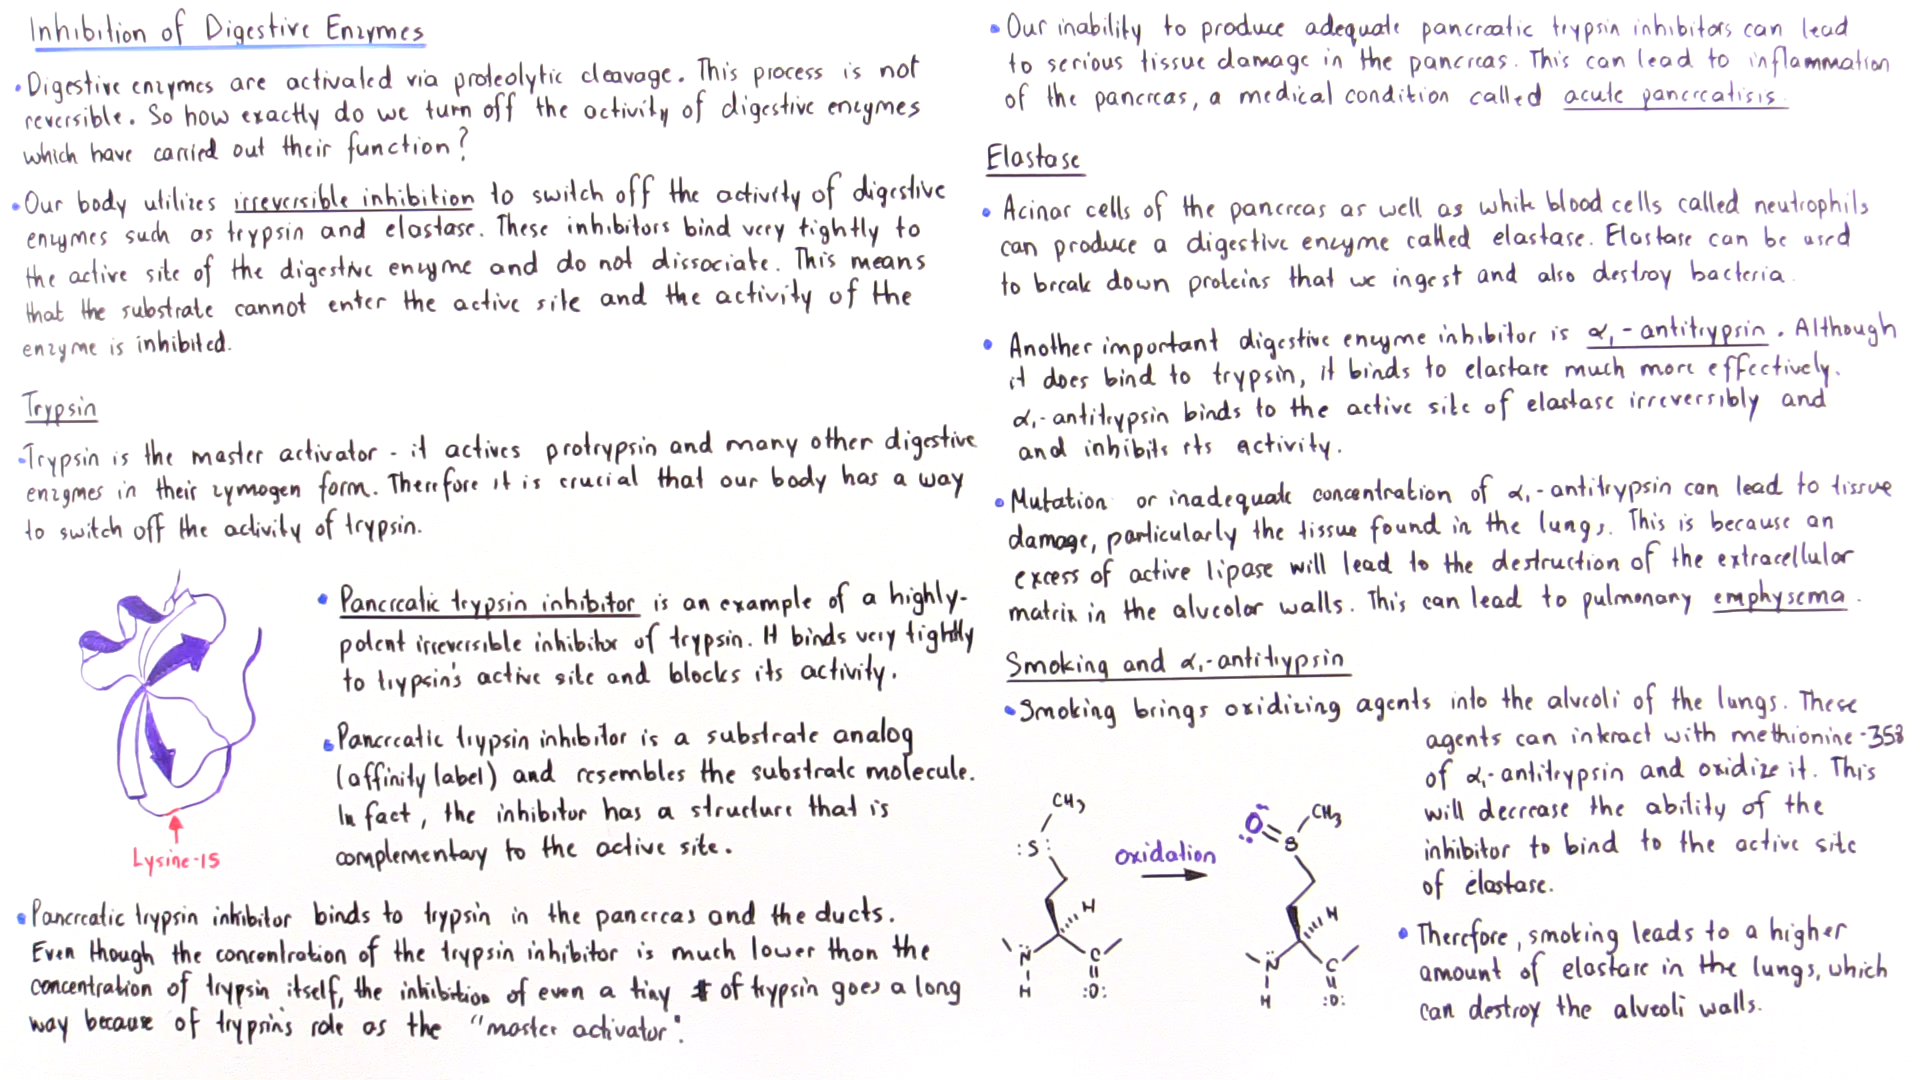 Inhibition of Digestive Enzymes
• Digestive enzymes are activated via proteolytic cleavage. This process is not
reversible. So how exactly do we turn off the activity of digestive enzymes
which have carried out their function?
• Our body utilizes irreversible inhibition to switch off the activity of digestive
enzymes such as trypsin and elastase. These inhibitors bind very tightly to
the active site of the digestive enzyme and do not dissociate. This means
that the substrate cannot enter the active site and the activity of the
enzyme is inhibited.
Trypsin
• Trypsin is the master activator - it actives protrypsin and many other digestive
enzymes in their zymogen form. Therefore it is crucial that our body has a way
to switch off the activity of trypsin.
Lysine-15
• Pancreatic trypsin inhibitor is an example of a highly-
potent irreversible inhibitor of trypsin. It binds very tightly
to trypsin's active site and blocks its activity.
• Pancreatic trypsin inhibitor is a substrate analog
(affinity label) and resembles the substrate molecule.
In fact, the inhibitor has a structure that is
complementary to the active site.
• Pancreatic trypsin inhibitor binds to trypsin in the pancreas and the ducts.
Even though the concentration of the trypsin inhibitor is much lower than the
concentration of trypsin itself, the inhibition of even a tiny # of trypsin goes a long
way because of trypsin's role as the "master activator".
• Our inability to produce adequate pancreatic trypsin inhibitors can lead
to serious tissue damage in the pancreas. This can lead to inflammation
of the pancreas, a medical condition called acute pancreatisis.
Elastase
• Acinar cells of the pancreas as well as white blood cells called neutrophils
can produce a digestive enzyme called elastase. Elastase can be used
to break down proteins that we ingest and also destroy bacteria.
• Another important digestive enzyme inhibitor is α₁-antitrypsin. Although
it does bind to trypsin, it binds to elastase much more effectively.
α₁-antitrypsin binds to the active site of elastase irreversibly and
and inhibits its activity.
• Mutation or inadequate concentration of α₁-antitrypsin can lead to tissue
damage, particularly the tissue found in the lungs. This is because an
excess of active lipase will lead to the destruction of the extracellular
matrix in the alveolar walls. This can lead to pulmonary emphysema.
Smoking and α₁-antitrypsin
• Smoking brings oxidizing agents into the alveoli of the lungs. These
agents can interact with methionine-358
of α₁-antitrypsin and oxidize it. This
will decrease the ability of the
inhibitor to bind to the active site
of elastase.
CH₃
:S:
H
N̈
H
C
:O:
oxidation
O
S
CH₃
H
N̈
H
C
:O:
• Therefore, smoking leads to a higher
amount of elastase in the lungs, which
can destroy the alveoli walls.